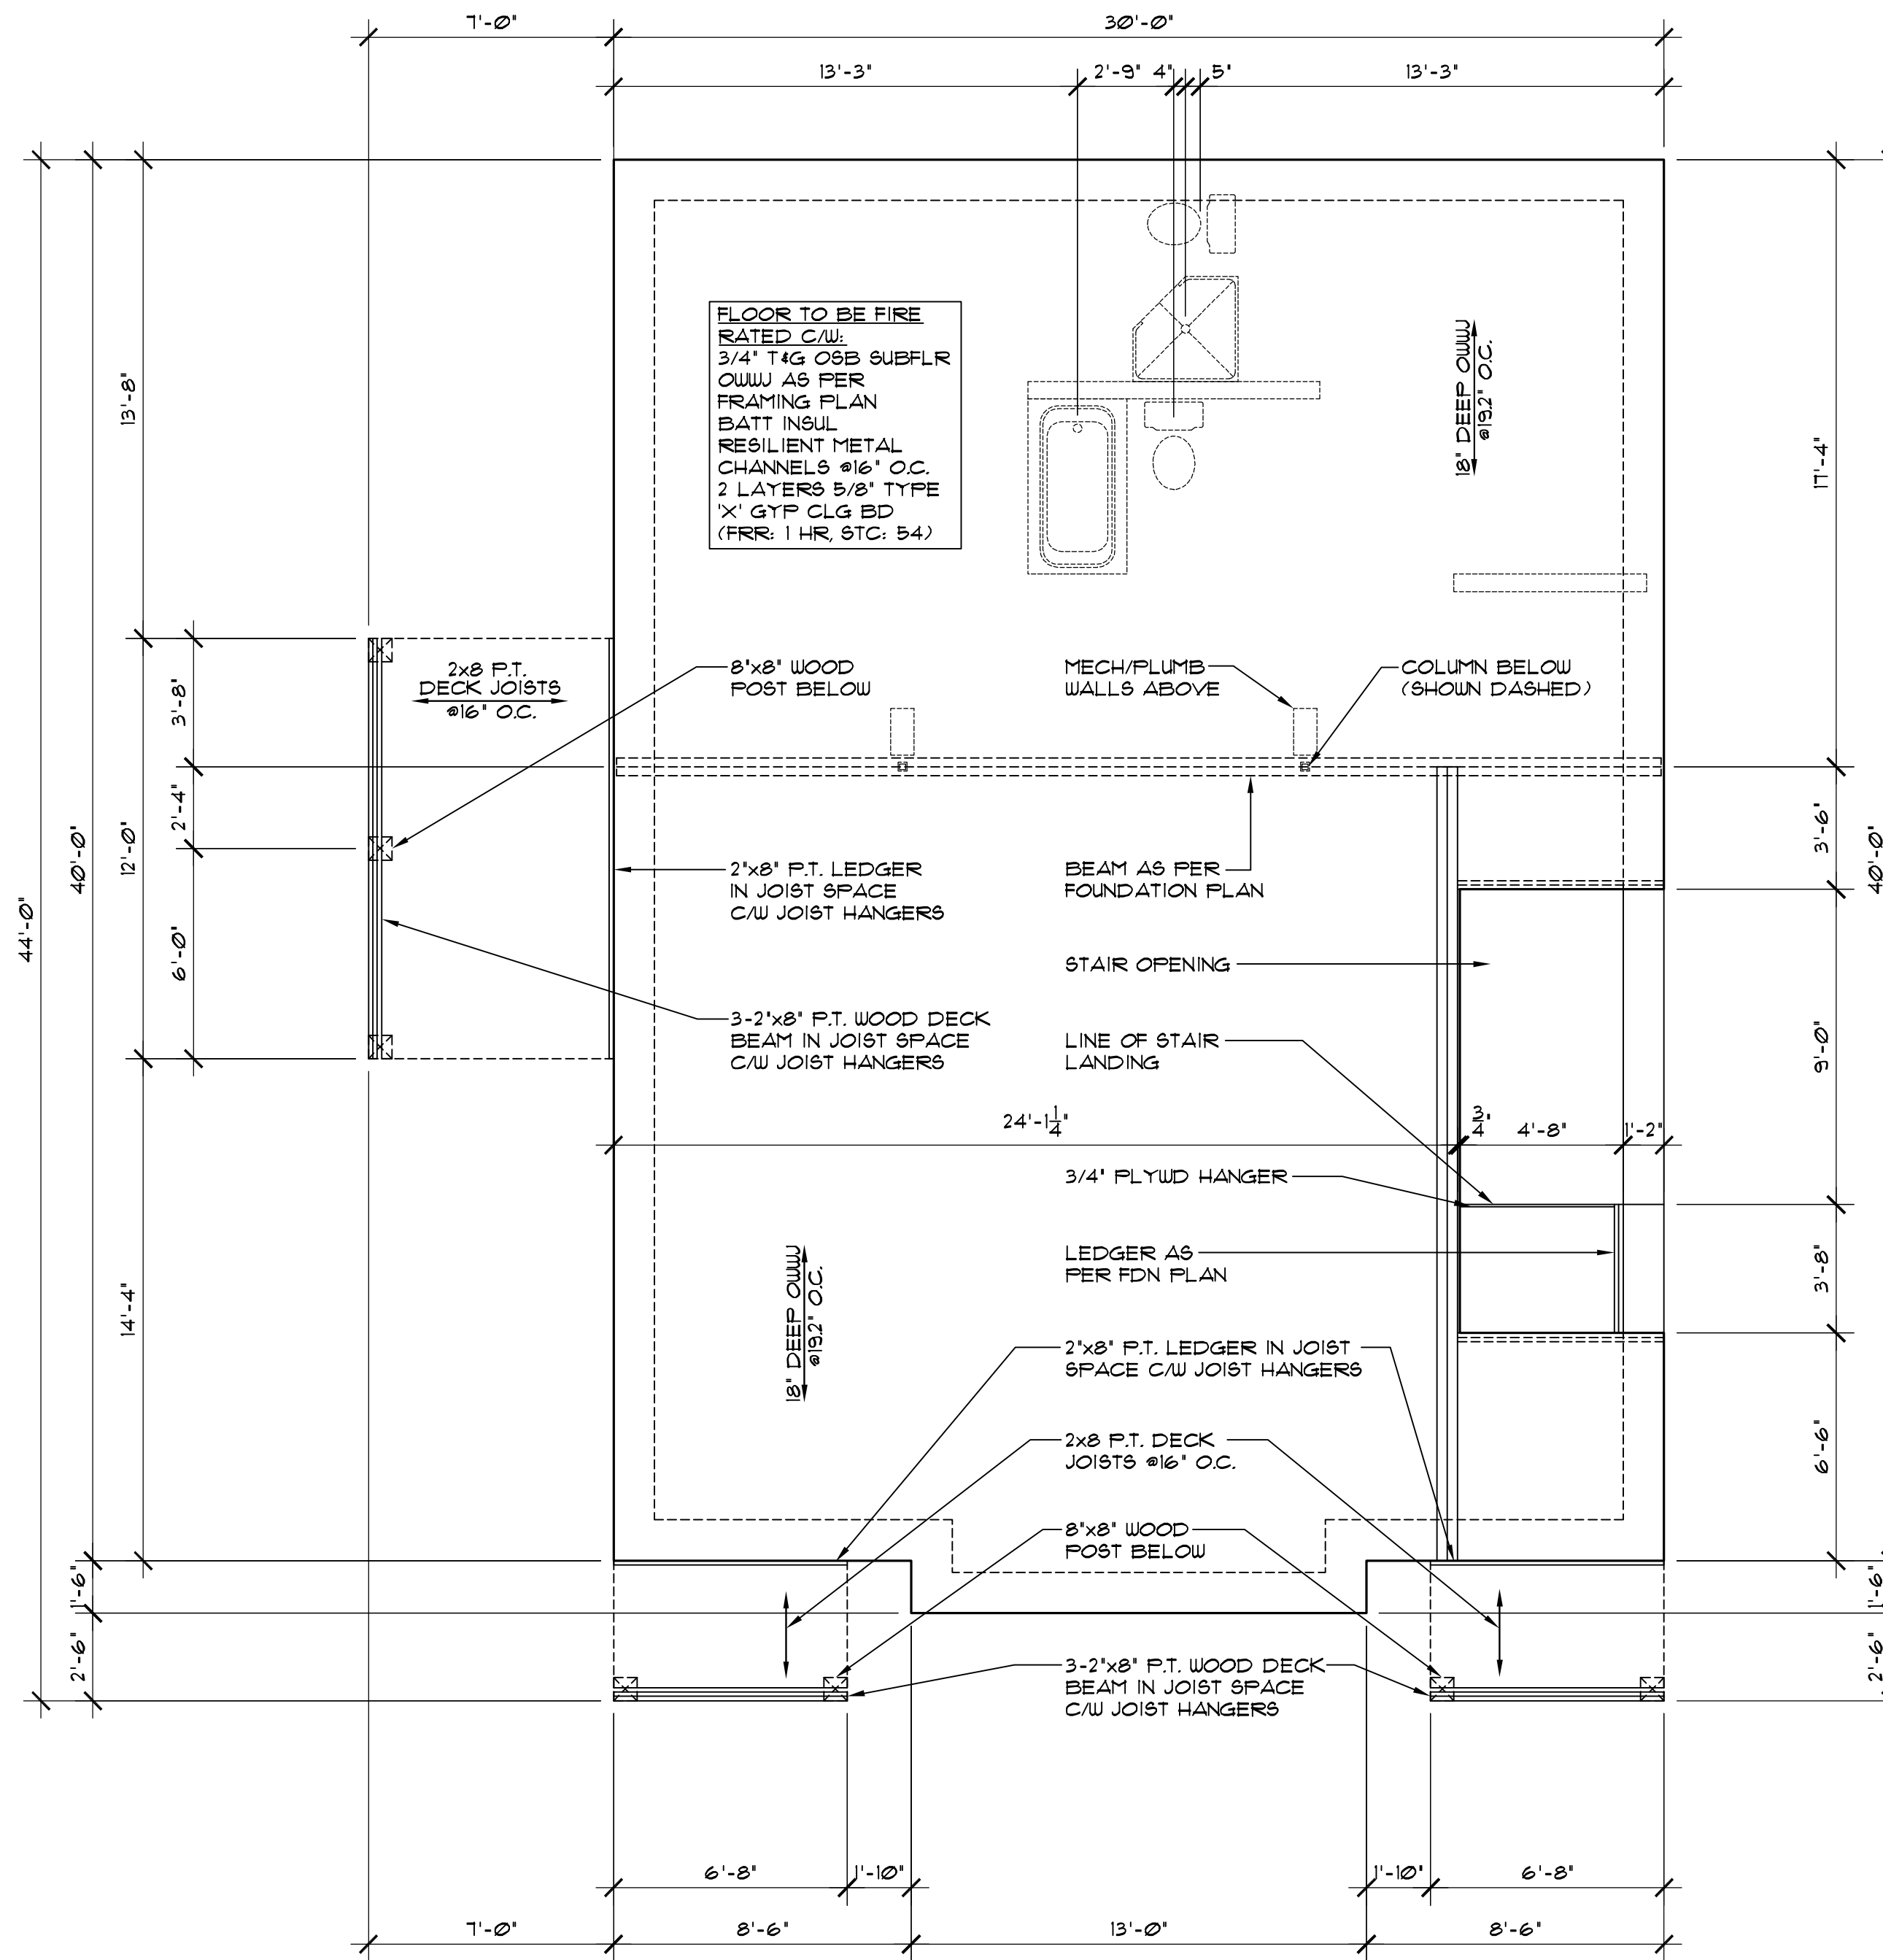 7'-0"
30'-0"
13'-3"
2'-9"
4"
5"
13'-3"
FLOOR TO BE FIRE
RATED C/W:
3/4" T&G OSB SUBFLR
OWWJ AS PER
FRAMING PLAN
BATT INSUL
RESILIENT METAL
CHANNELS @16" O.C.
2 LAYERS 5/8" TYPE
'X' GYP CLG BD
(FRR: 1 HR, STC: 54)
18" DEEP OWWJ
@19.2" O.C.
13'-8"
17'-4"
2x8 P.T.
DECK JOISTS
@16" O.C.
8"x8" WOOD
POST BELOW
MECH/PLUMB
WALLS ABOVE
COLUMN BELOW
(SHOWN DASHED)
3'-8"
2'-4"
6'-0"
12'-0"
40'-0"
44'-0"
3'-6"
40'-0"
2"x8" P.T. LEDGER
IN JOIST SPACE
C/W JOIST HANGERS
BEAM AS PER
FOUNDATION PLAN
STAIR OPENING
3-2"x8" P.T. WOOD DECK
BEAM IN JOIST SPACE
C/W JOIST HANGERS
LINE OF STAIR
LANDING
9'-0"
24'-1 1/4"
3/4"
4'-8"
1'-2"
3/4" PLYWD HANGER
LEDGER AS
PER FDN PLAN
3'-8"
14'-4"
18" DEEP OWWJ
@19.2" O.C.
2"x8" P.T. LEDGER IN JOIST
SPACE C/W JOIST HANGERS
2x8 P.T. DECK
JOISTS @16" O.C.
6'-6"
8"x8" WOOD
POST BELOW
1'-6"
2'-6"
1'-6"
2'-6"
3-2"x8" P.T. WOOD DECK
BEAM IN JOIST SPACE
C/W JOIST HANGERS
6'-8"
1'-10"
1'-10"
6'-8"
7'-0"
8'-6"
13'-0"
8'-6"